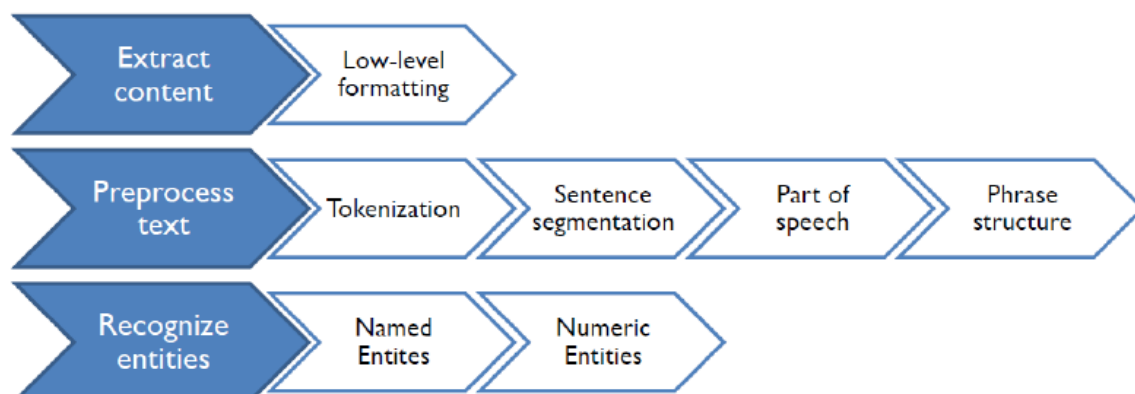 Extract
content
Low-level
formatting
Preprocess
text
Tokenization
Sentence
segmentation
Part of
speech
Phrase
structure
Recognize
entities
Named
Entites
Numeric
Entities